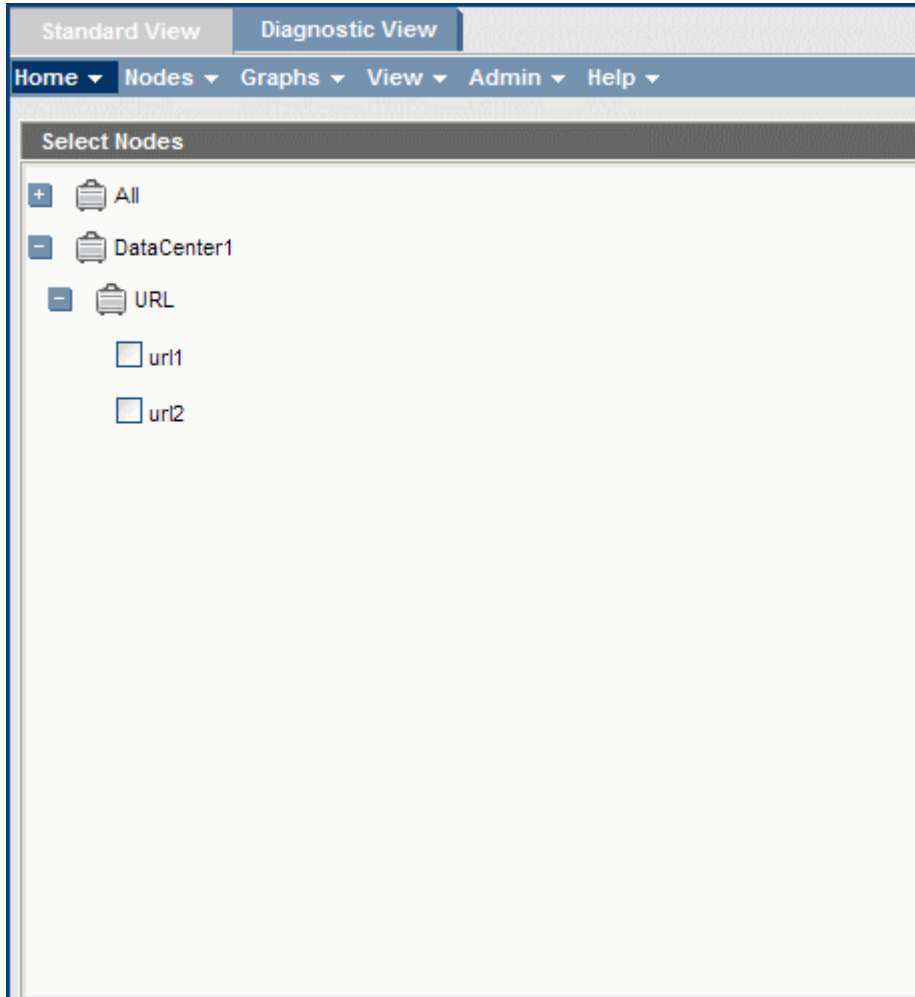 Standard View Diagnostic View
Home Nodes Graphs View Admin Help
Select Nodes
All
DataCenter1
URL
url1
url2